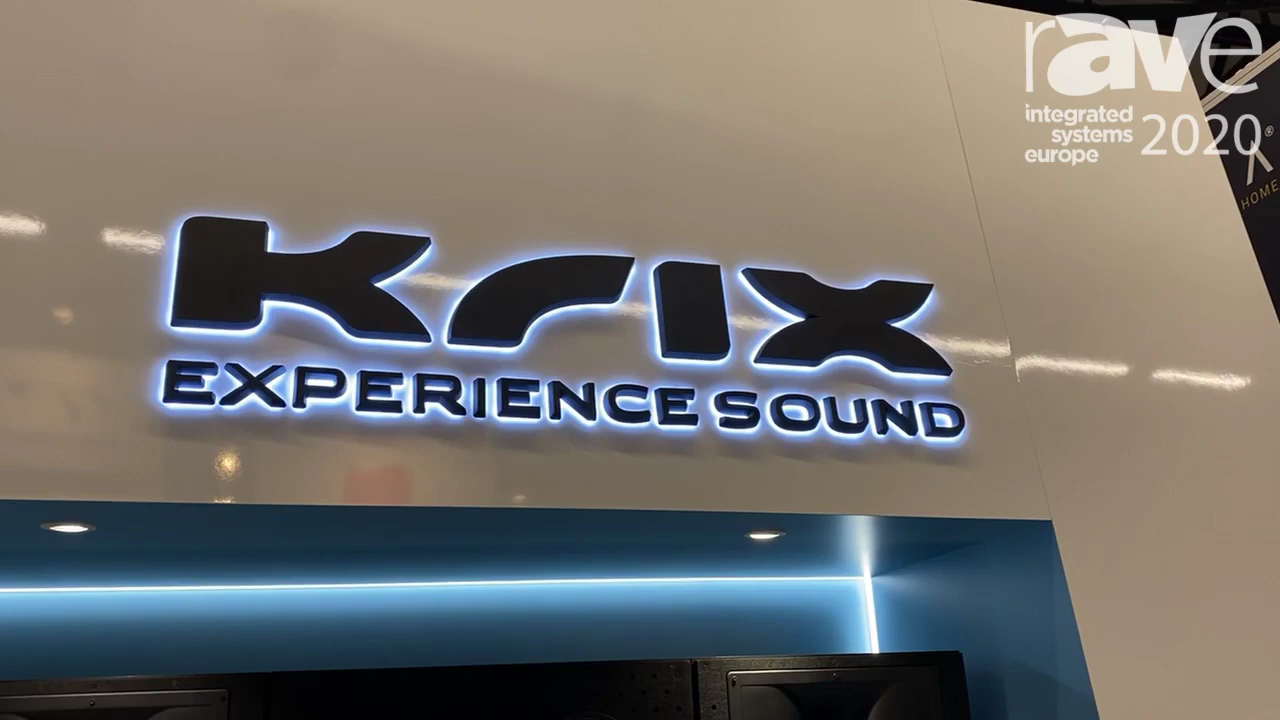 rAVe
integrated
systems
europe
2020
Krix
EXPERIENCE SOUND
HOME